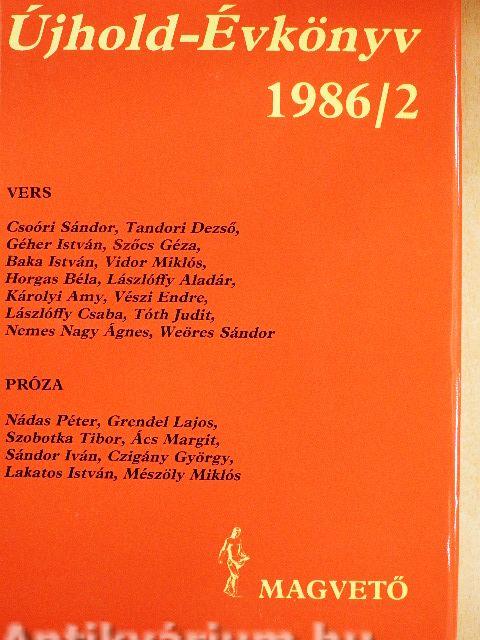 Újhold-Évkönyv
1986/2
VERS
Csoóri Sándor, Tandori Dezső,
Géher István, Szőcs Géza,
Baka István, Vidor Miklós,
Horgas Béla, Lászlóffy Aladár,
Károlyi Amy, Vészi Endre,
Lászlóffy Csaba, Tóth Judit,
Nemes Nagy Ágnes, Weöres Sándor
PRÓZA
Nádas Péter, Grendel Lajos,
Szobotka Tibor, Ács Margit,
Sándor Iván, Czigány György,
Lakatos István, Mészöly Miklós
MAGVETŐ
Antikvárium.hu